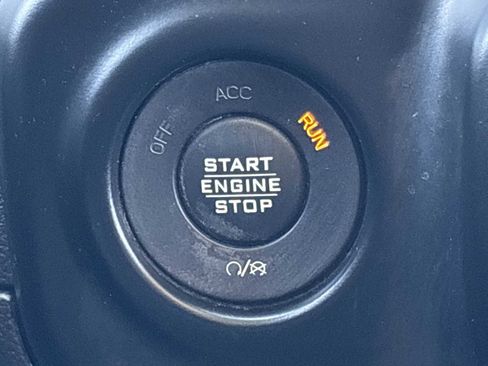 ACC
OFF
RUN
START
ENGINE
STOP